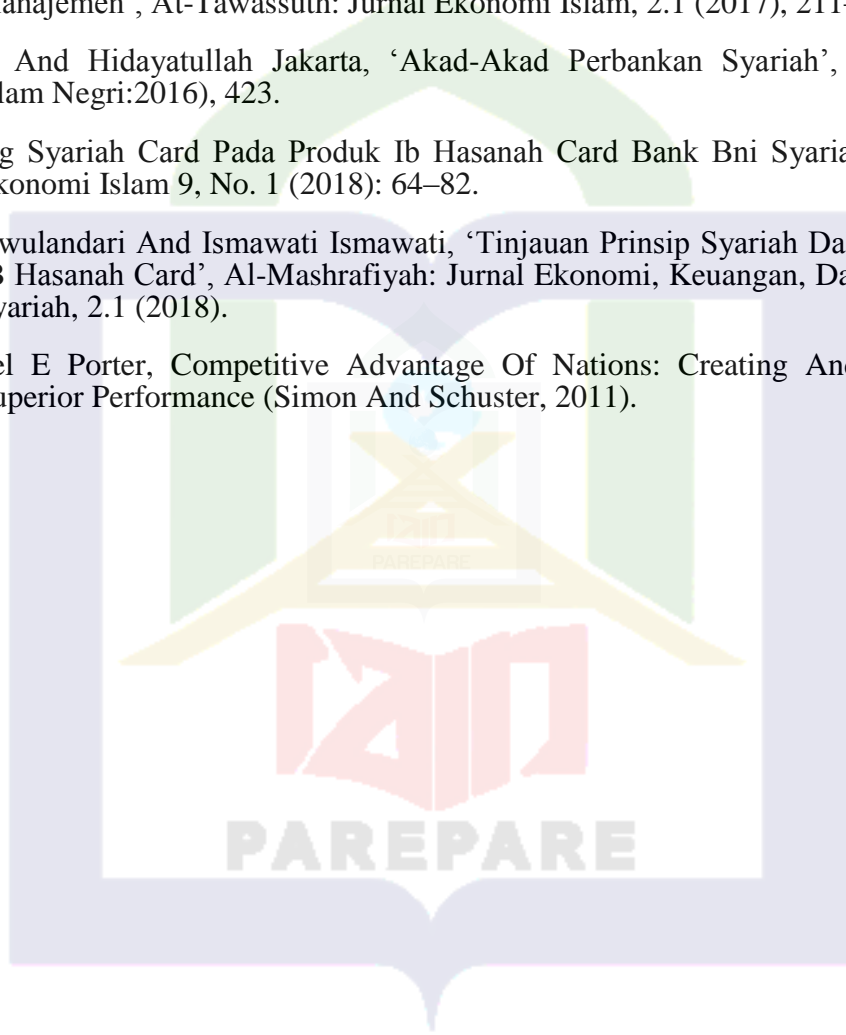 anajemen', At-Tawassuth: Jurnal Ekonomi Islam, 2.1 (2017), 211
And Hidayatullah Jakarta, 'Akad-Akad Perbankan Syariah',
lam Negri:2016), 423.
g Syariah Card Pada Produk Ib Hasanah Card Bank Bni Syaria
konomi Islam 9, No. 1 (2018): 64–82.
wulandari And Ismawati Ismawati, 'Tinjauan Prinsip Syariah Da
Hasanah Card', Al-Mashrafiyah: Jurnal Ekonomi, Keuangan, Da
yariah, 2.1 (2018).
el E Porter, Competitive Advantage Of Nations: Creating And
uperior Performance (Simon And Schuster, 2011).
IAIN
PAREPARE
IAIN
PAREPARE